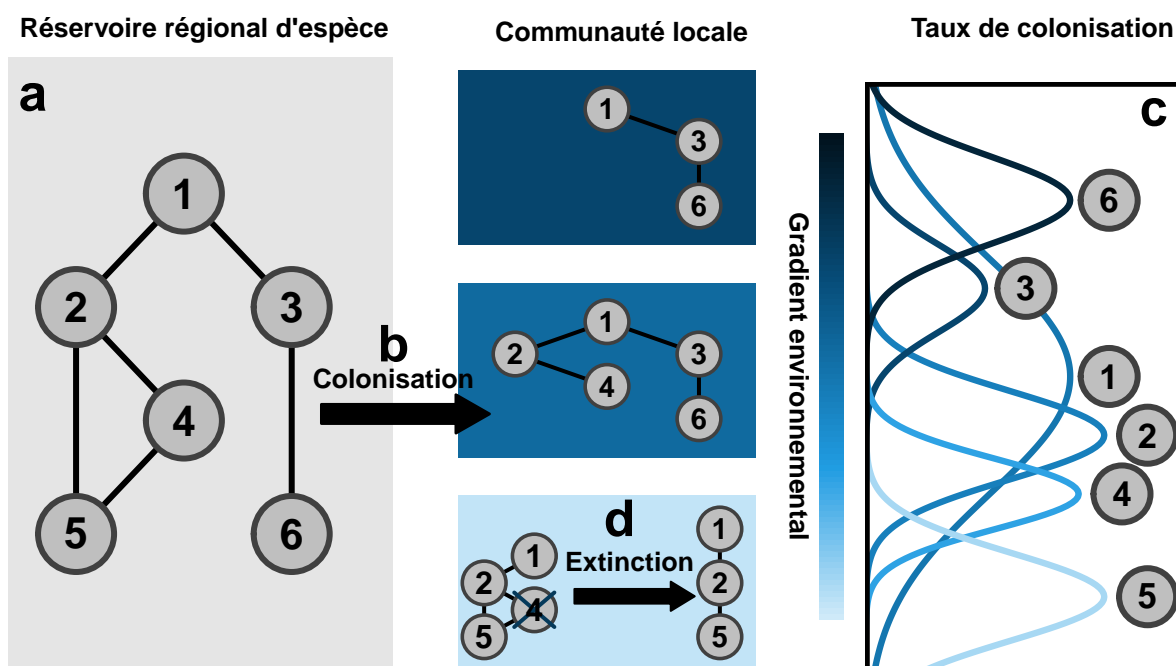 Réservoire régional d'espèce
Communauté locale
Taux de colonisation
a
1
2
3
4
5
6
b
Colonisation
1
3
6
1
2
3
4
6
d
Extinction
1
2
4
5
1
2
5
Gradient environnemental
c
6
3
1
2
4
5